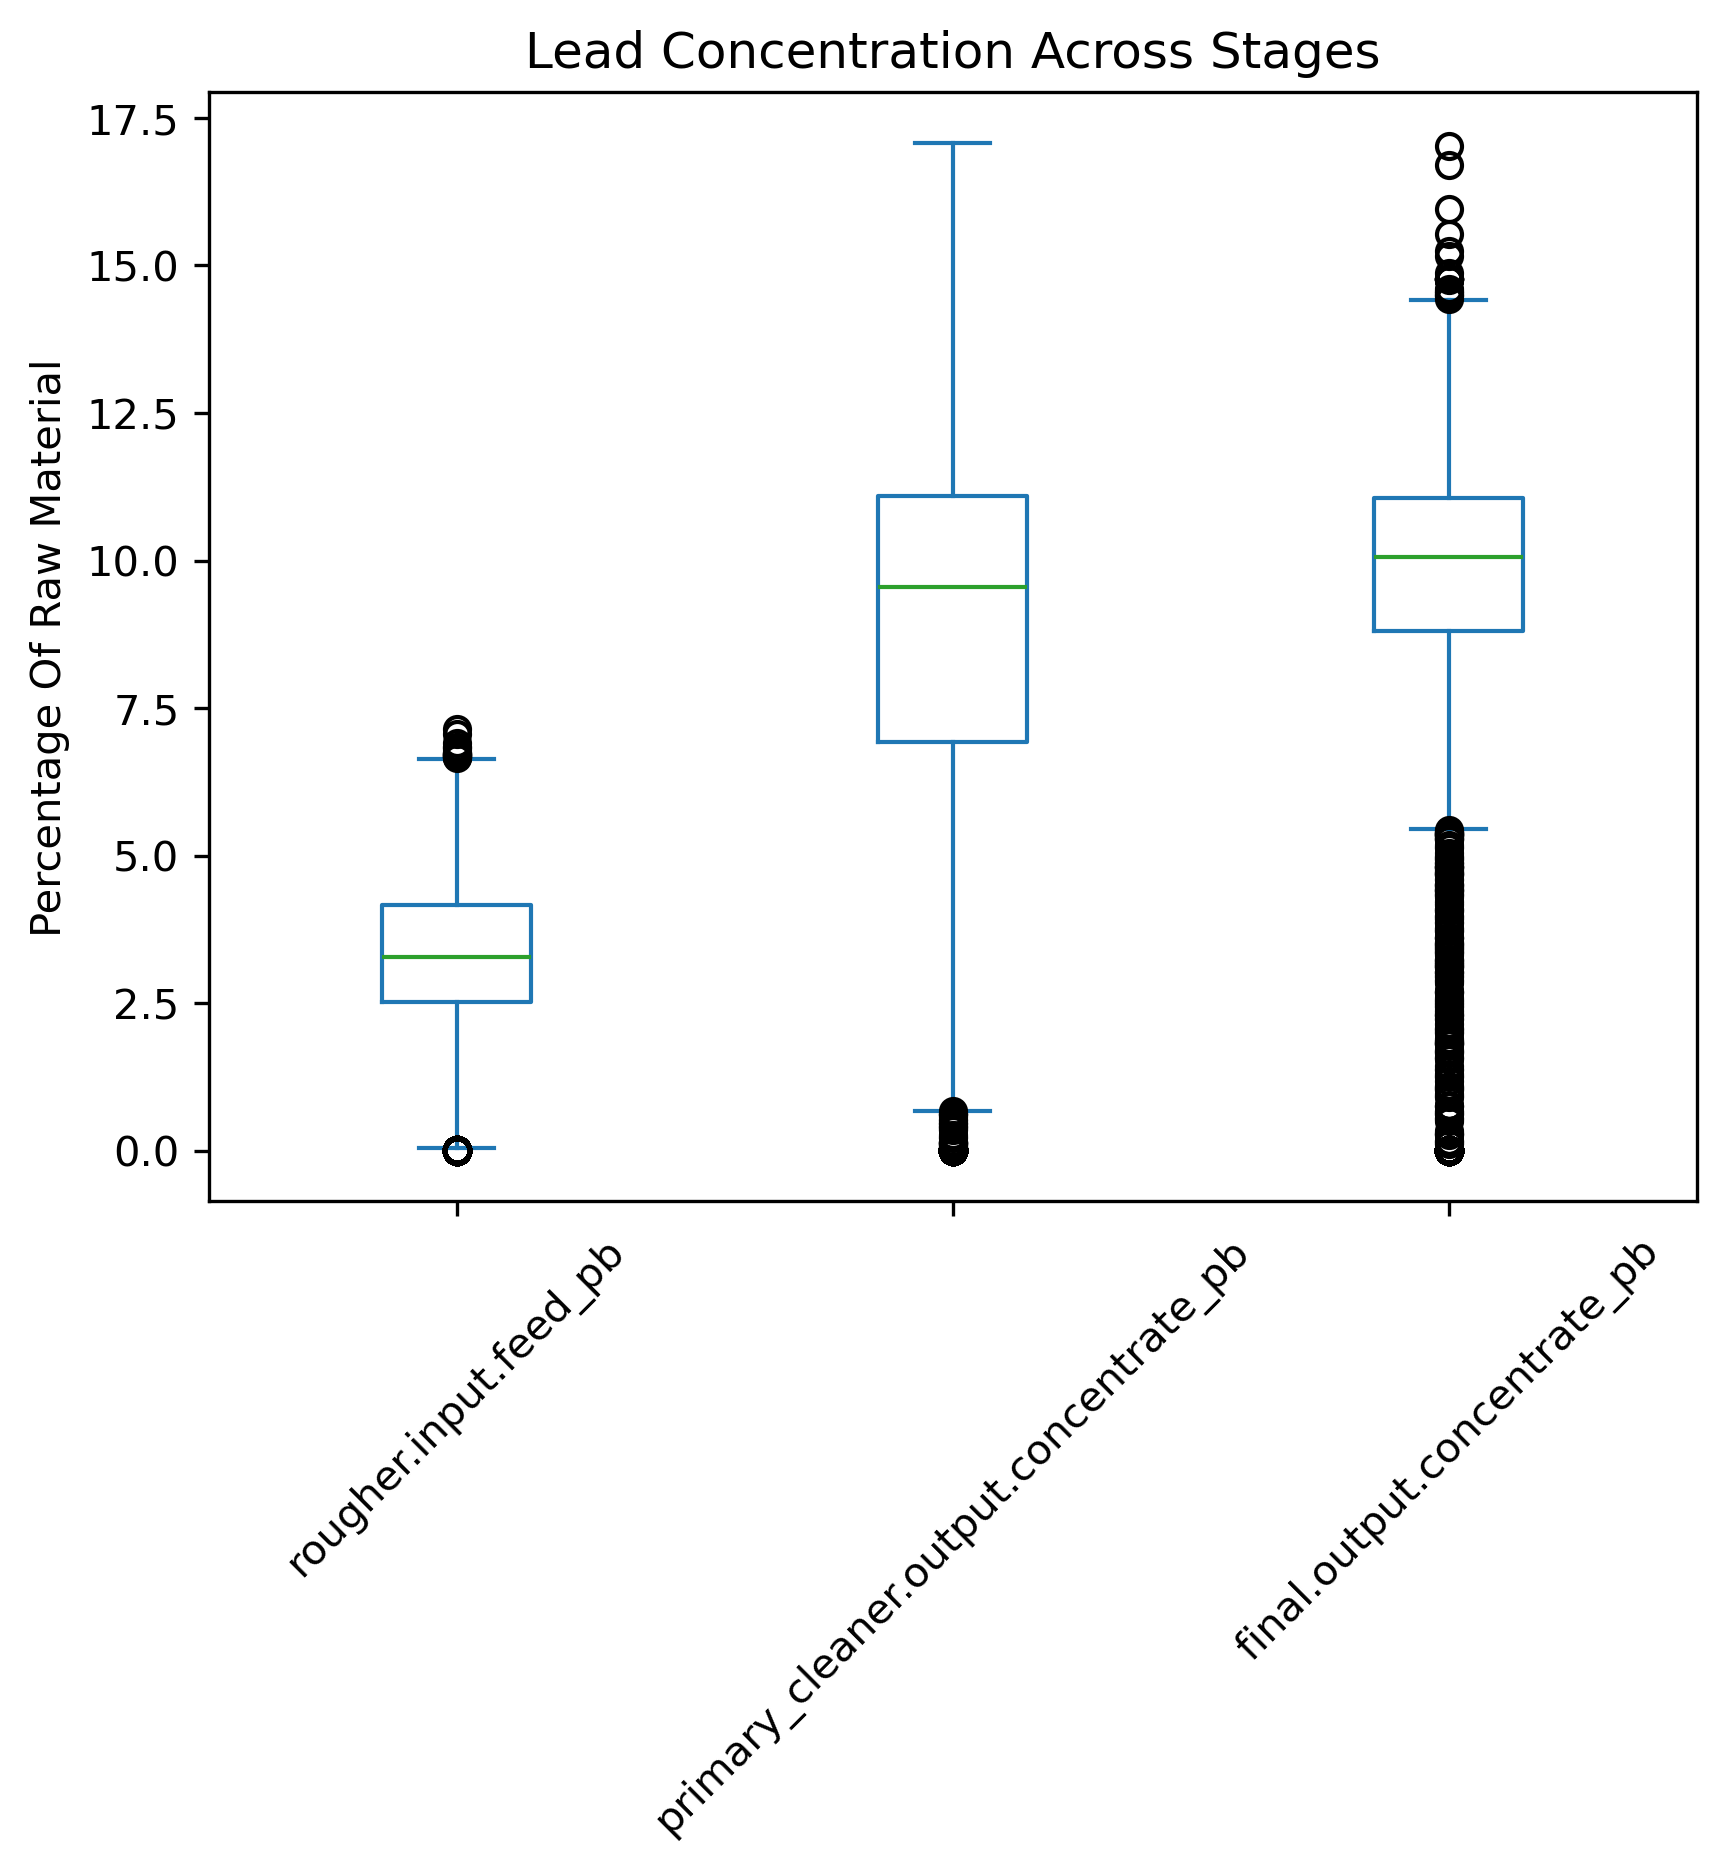 Lead Concentration Across Stages
Percentage Of Raw Material
17.5
15.0
12.5
10.0
7.5
5.0
2.5
0.0
rougher.input.feed_pb
primary_cleaner.output.concentrate_pb
final.output.concentrate_pb